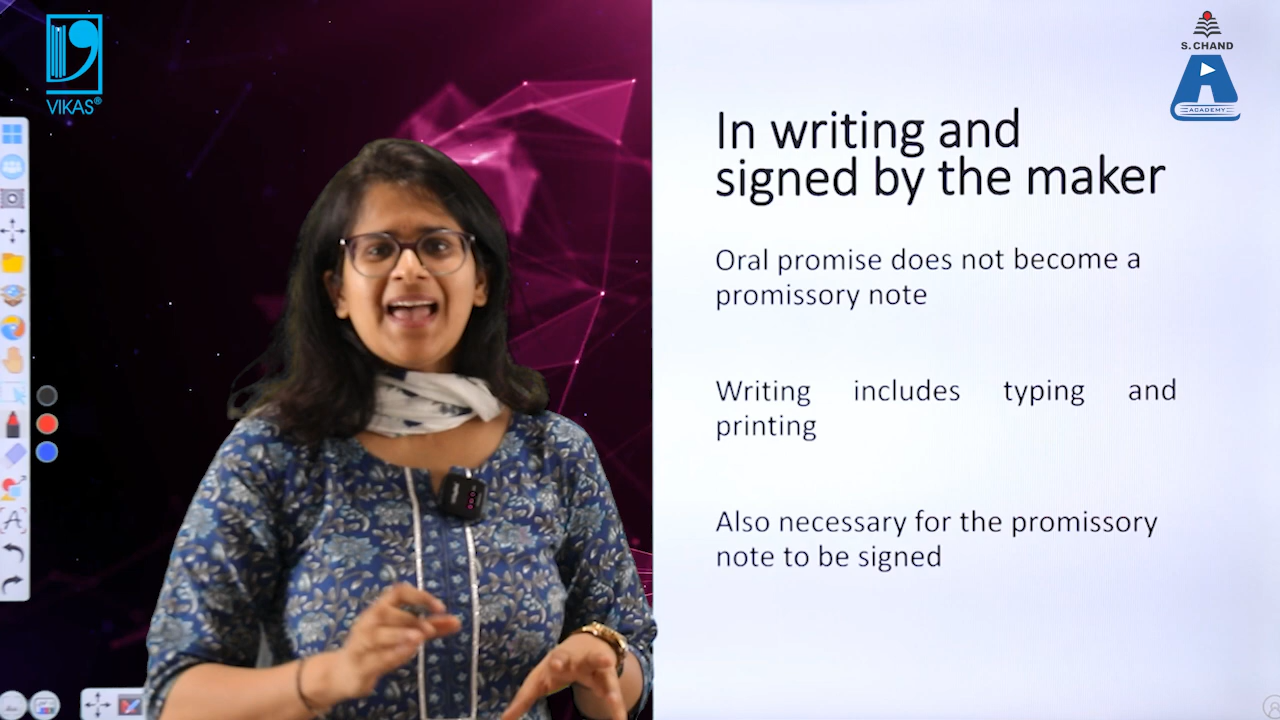 VIKAS®
S. CHAND
ACADEMY
In writing and
signed by the maker
Oral promise does not become a
promissory note
Writing includes typing and
printing
Also necessary for the promissory
note to be signed